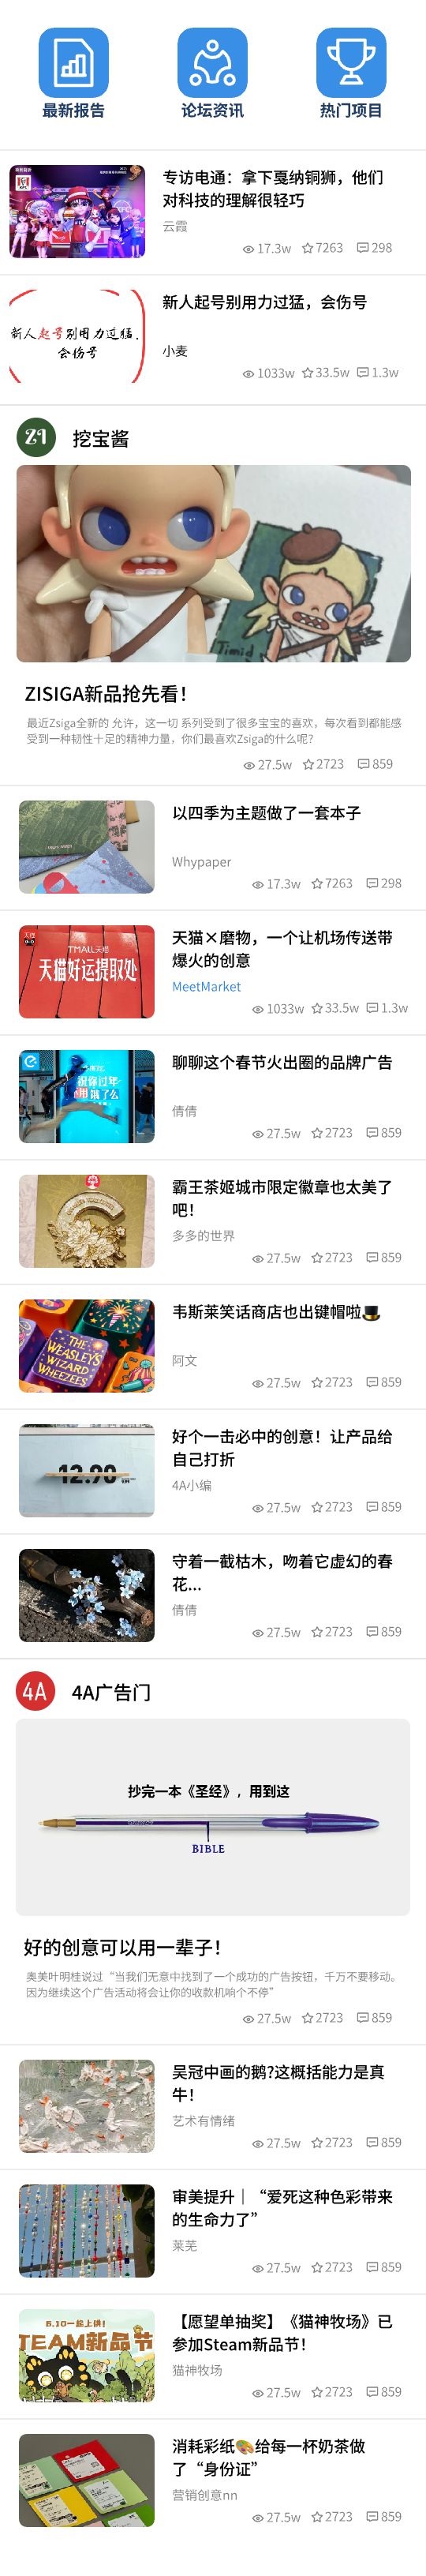 最新报告
论坛资讯
热门项目
专访电通：拿下戛纳铜狮，他们
对科技的理解很轻巧
云霞
17.3w 7263 298
新人起号别用力过猛，
会伤号
新人起号别用力过猛，会伤号
小麦
1033w 33.5w 1.3w
ZI
挖宝酱
Timid
ZISIGA新品抢先看！
最近Zsiga全新的 允许，这一切 系列受到了很多宝宝的喜欢，每次看到都能感
受到一种韧性十足的精神力量，你们最喜欢Zsiga的什么呢？
27.5w 2723 859
以四季为主题做了一套本子
Whypaper
17.3w 7263 298
TMALL天猫
天猫好运提取处
天猫×磨物，一个让机场传送带
爆火的创意
MeetMarket
1033w 33.5w 1.3w
祝你过年
饿了么
聊聊这个春节火出圈的品牌广告
倩倩
27.5w 2723 859
霸王茶姬城市限定徽章也太美了
吧！
多多的世界
27.5w 2723 859
THE
WEASLEYS
WIZARD
WHEEZES
韦斯莱笑话商店也出键帽啦🎩
阿文
27.5w 2723 859
12.90
好个一击必中的创意！让产品给
自己打折
4A小编
27.5w 2723 859
守着一截枯木，吻着它虚幻的春
花...
倩倩
27.5w 2723 859
4A
4A广告门
抄完一本《圣经》，用到这
BIBLE
好的创意可以用一辈子！
奥美叶明桂说过“当我们无意中找到了一个成功的广告按钮，千万不要移动。
因为继续这个广告活动将会让你的收款机响个不停”
27.5w 2723 859
吴冠中画的鹅?这概括能力是真
牛！
艺术有情绪
27.5w 2723 859
审美提升｜“爱死这种色彩带来
的生命力了”
莱芜
27.5w 2723 859
5.10一起上供！
TEAM新品节
【愿望单抽奖】《猫神牧场》已
参加Steam新品节！
猫神牧场
27.5w 2723 859
消耗彩纸🎨给每一杯奶茶做
了“身份证”
营销创意nn
27.5w 2723 859